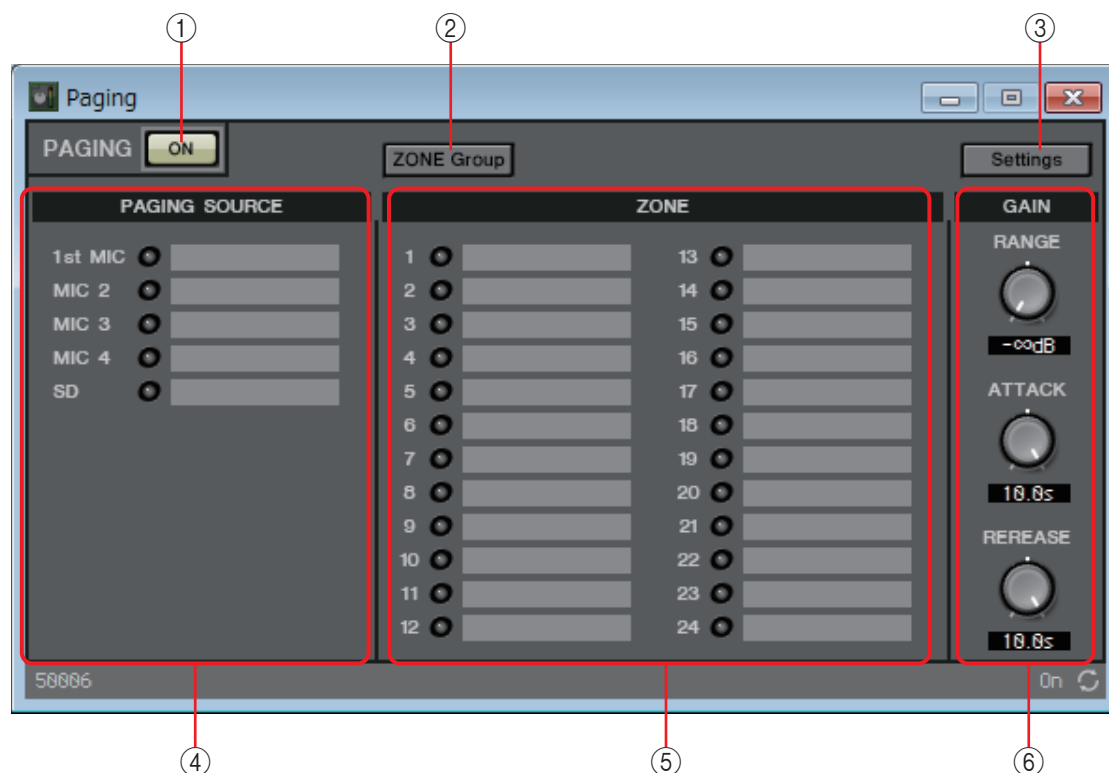 ① ② ③
Paging
PAGING ON
ZONE Group
Settings
PAGING SOURCE
1st MIC
MIC 2
MIC 3
MIC 4
SD
ZONE
1
2
3
4
5
6
7
8
9
10
11
12
13
14
15
16
17
18
19
20
21
22
23
24
GAIN
RANGE
-∞dB
ATTACK
10.0s
REREASE
10.0s
50006
On
④ ⑤ ⑥